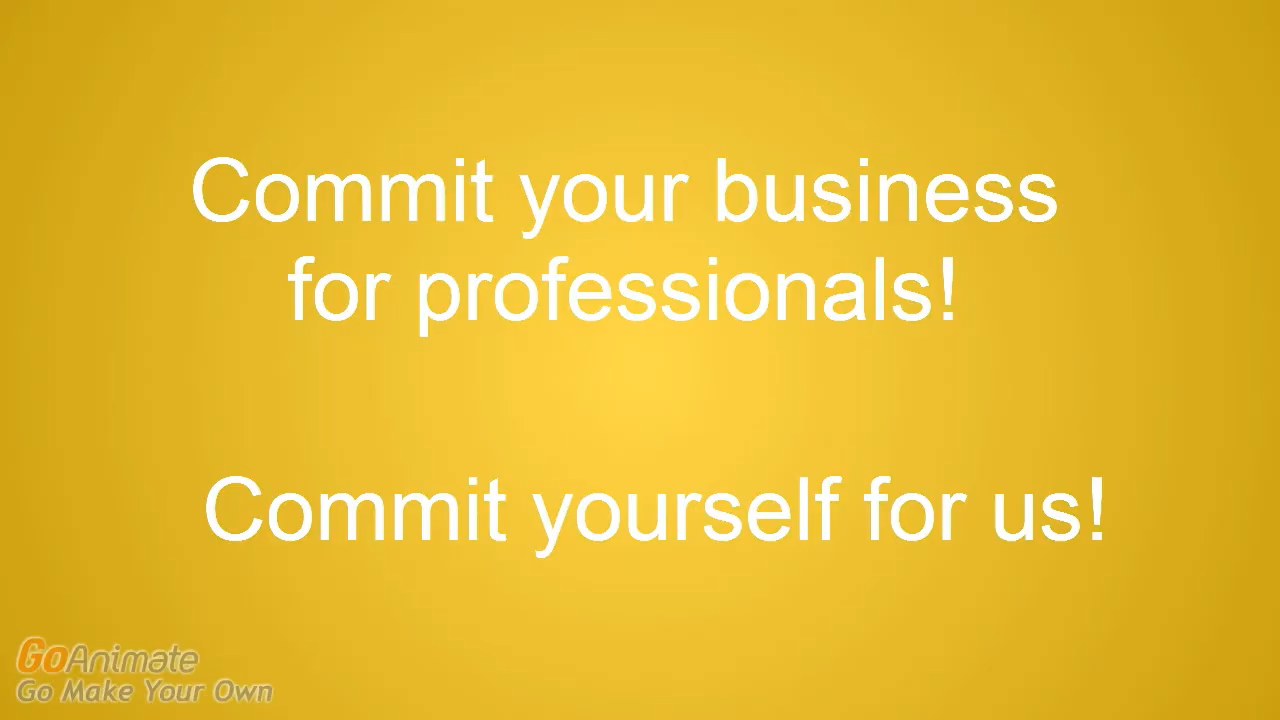 Commit your business
for professionals!
Commit yourself for us!
GoAnimate
Go Make Your Own